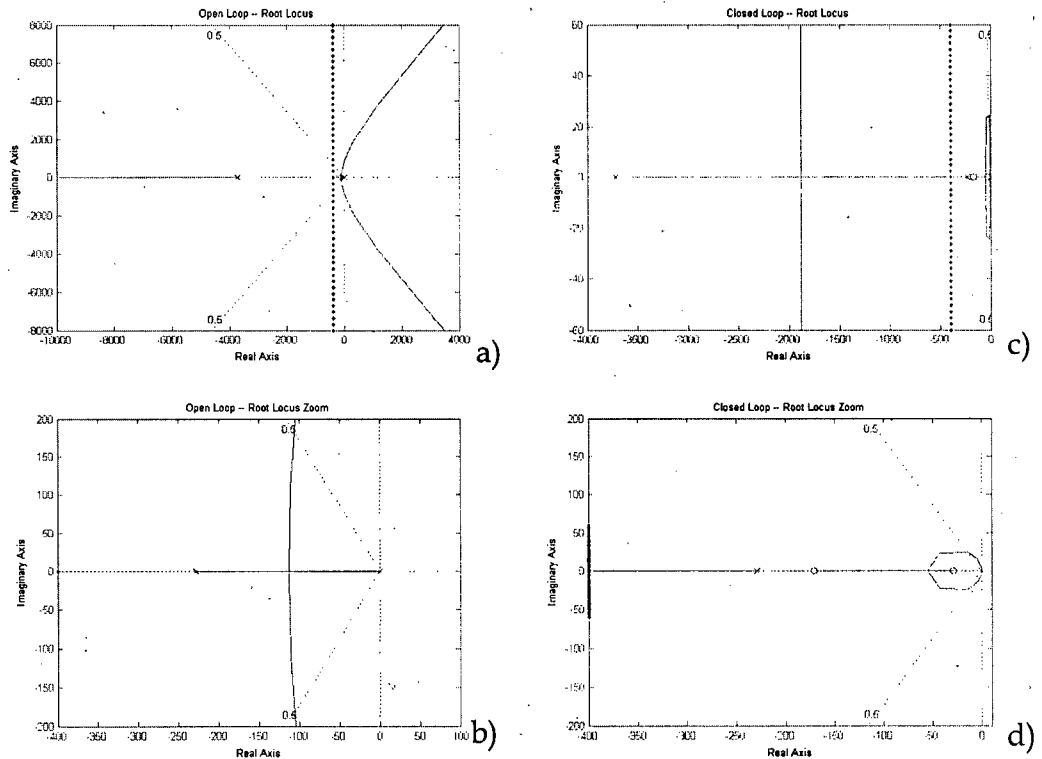 Open Loop -- Root Locus
8000
6000
4000
2000
0
-2000
-4000
-6000
-8000
Imaginary Axis
0.5
0.5
-10000 -8000 -6000 -4000 -2000 0 2000 4000
Real Axis
a)
Closed Loop -- Root Locus
60
40
20
-20
-40
-60
Imaginary Axis
0.5
0.5
-4000 -3500 -3000 -2500 -2000 -1500 -1000 -500 0
Real Axis
c)
Open Loop -- Root Locus Zoom
200
150
100
50
0
-50
-100
-150
-200
Imaginary Axis
0.5
0.5
-400 -350 -300 -250 -200 -150 -100 -50 0 50 100
Real Axis
b)
Closed Loop -- Root Locus Zoom
200
150
100
50
0
-50
-100
-150
-200
Imaginary Axis
0.5
-400 -350 -300 -250 -200 -150 -100 -50 0
Real Axis
d)